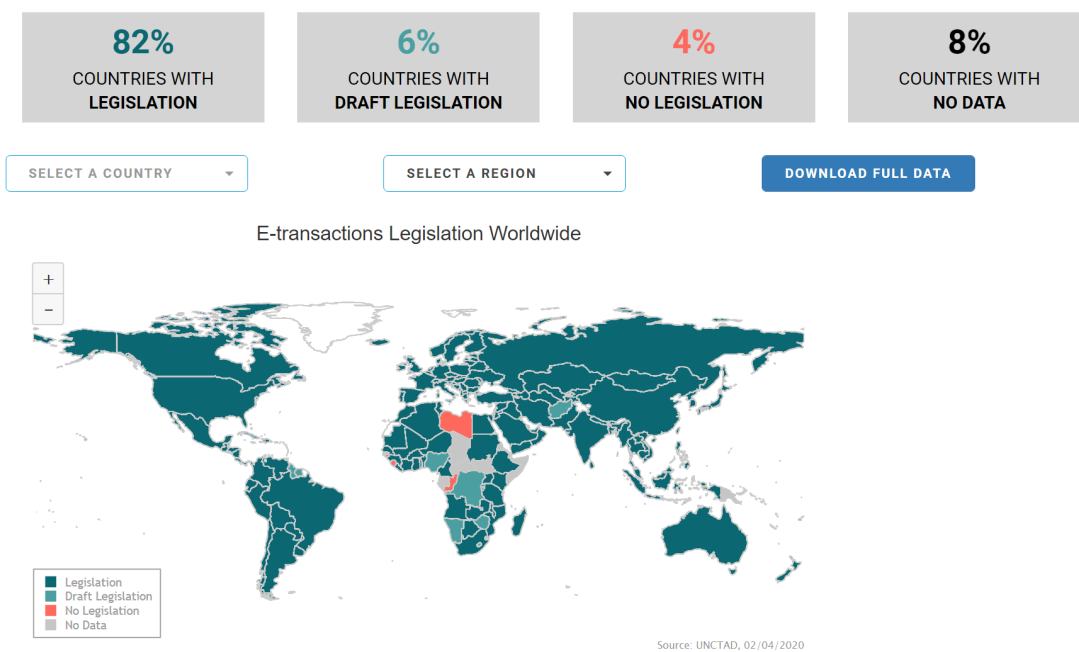 82%
COUNTRIES WITH
LEGISLATION
6%
COUNTRIES WITH
DRAFT LEGISLATION
4%
COUNTRIES WITH
NO LEGISLATION
8%
COUNTRIES WITH
NO DATA
SELECT A COUNTRY
SELECT A REGION
DOWNLOAD FULL DATA
E-transactions Legislation Worldwide
+
−
Legislation
Draft Legislation
No Legislation
No Data
Source: UNCTAD, 02/04/2020